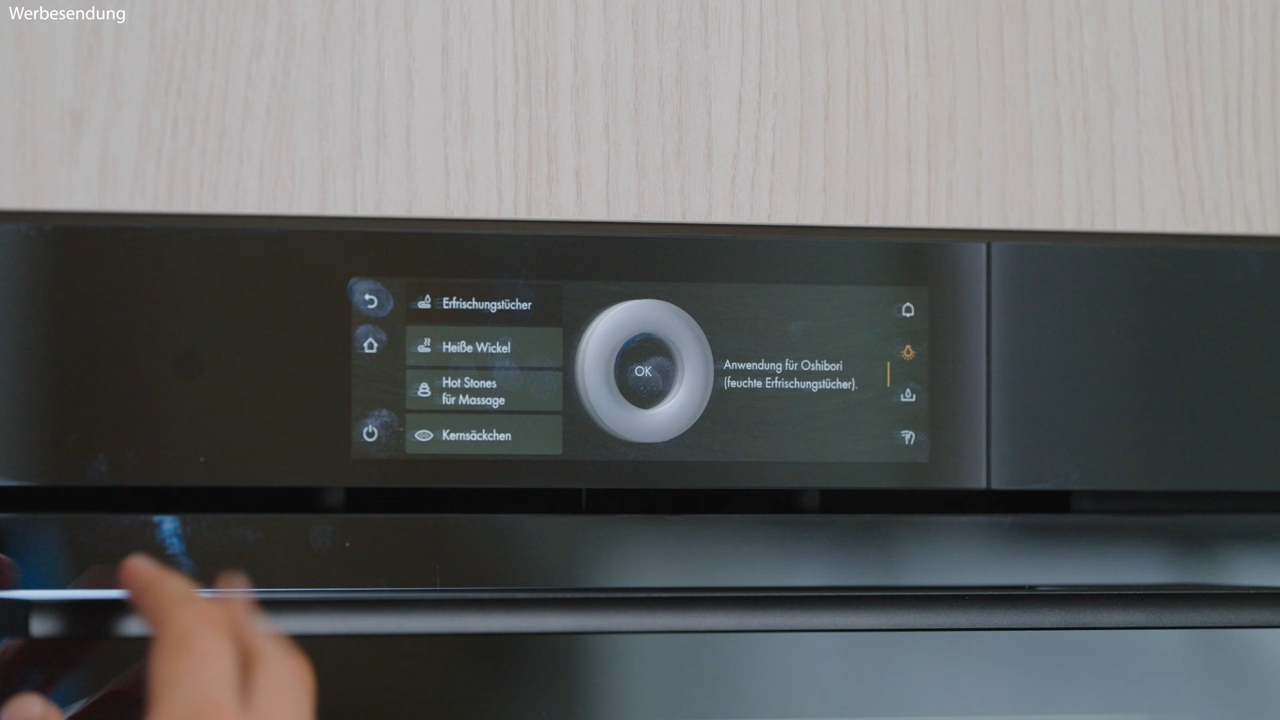 Werbesendung
Erfrischungstücher
Heiße Wickel
Hot Stones
für Massage
Kernsäckchen
OK
Anwendung für Oshibori
(feuchte Erfrischungstücher).